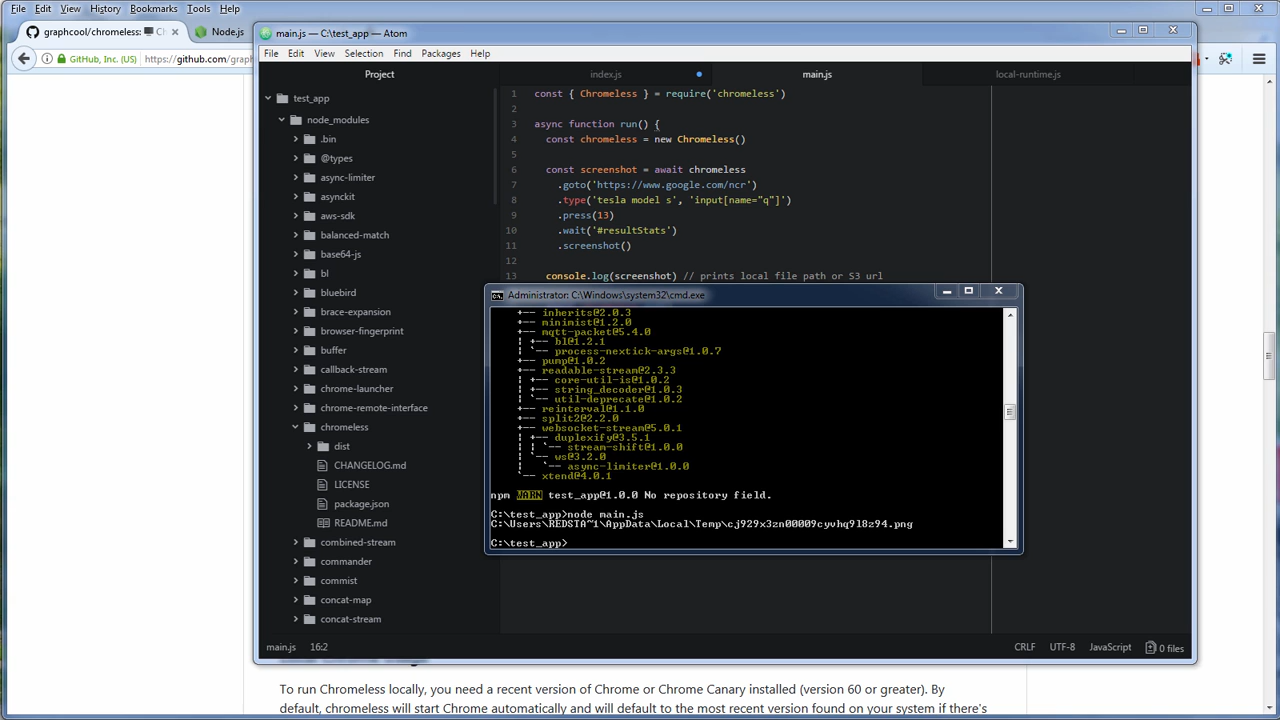 File Edit View History Bookmarks Tools Help
graphcool/chromeless: Node.js
GitHub, Inc. (US) https://github.com/grap
main.js — C:\test_app — Atom
File Edit View Selection Find Packages Help
Project index.js main.js local-runtime.js
test_app
node_modules
.bin
@types
async-limiter
asynckit
aws-sdk
balanced-match
base64-js
bl
bluebird
brace-expansion
browser-fingerprint
buffer
callback-stream
chrome-launcher
chrome-remote-interface
chromeless
dist
CHANGELOG.md
LICENSE
package.json
README.md
combined-stream
commander
commist
concat-map
concat-stream
1 const { Chromeless } = require('chromeless')
2
3 async function run() {
4 const chromeless = new Chromeless()
5
6 const screenshot = await chromeless
7 .goto('https://www.google.com/ncr')
8 .type('tesla model s', 'input[name="q"]')
9 .press(13)
10 .wait('#resultStats')
11 .screenshot()
12
13 console.log(screenshot) // prints local file path or S3 url
Administrator: C:\Windows\system32\cmd.exe
+-- inherits@2.0.3
+-- minimist@1.2.0
+-- mqtt-packet@5.4.0
| +-- bl@1.2.1
| `-- process-nextick-args@1.0.7
+-- pump@1.0.2
+-- readable-stream@2.3.3
| +-- core-util-is@1.0.2
| +-- string_decoder@1.0.3
| `-- util-deprecate@1.0.2
+-- reinterval@1.1.0
+-- split2@2.2.0
+-- websocket-stream@5.0.1
| +-- duplexify@3.5.1
| | `-- stream-shift@1.0.0
| `-- ws@3.2.0
|   `-- async-limiter@1.0.0
`-- xtend@4.0.1
npm WARN test_app@1.0.0 No repository field.
C:\test_app>node main.js
C:\Users\REDSTA~1\AppData\Local\Temp\cj929x3zn00009cyvhq9l8z94.png
C:\test_app>
main.js 16:2 CRLF UTF-8 JavaScript 0 files
To run Chromeless locally, you need a recent version of Chrome or Chrome Canary installed (version 60 or greater). By
default, chromeless will start Chrome automatically and will default to the most recent version found on your system if there's